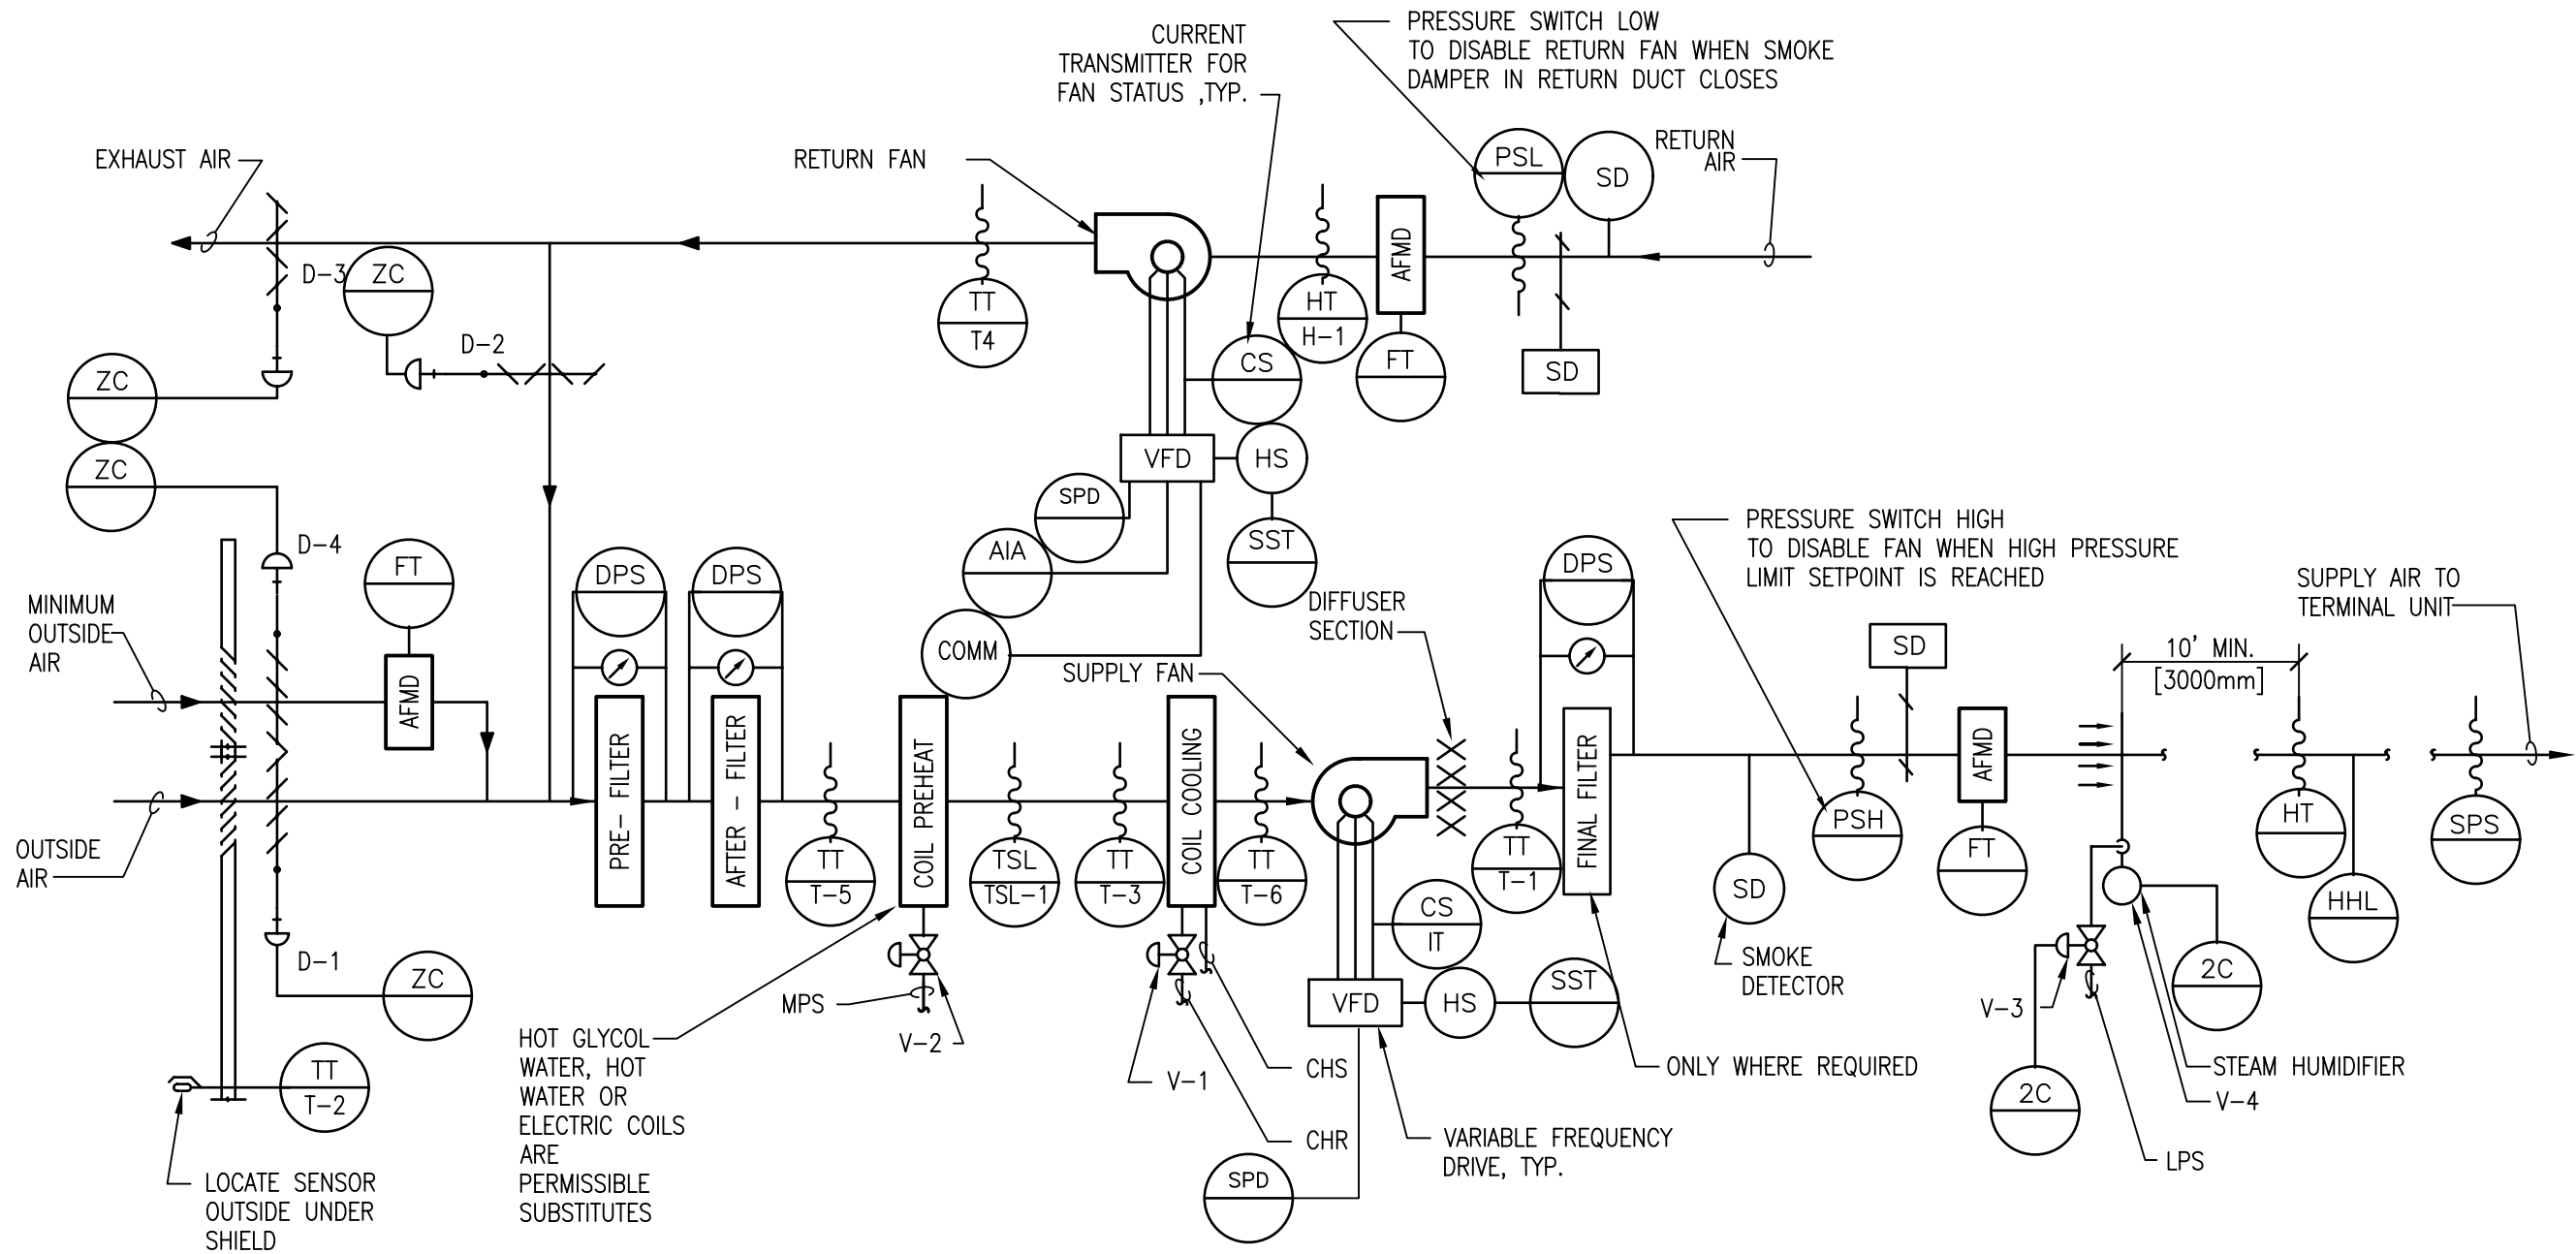 CURRENT
TRANSMITTER FOR
FAN STATUS ,TYP.
PRESSURE SWITCH LOW
TO DISABLE RETURN FAN WHEN SMOKE
DAMPER IN RETURN DUCT CLOSES
EXHAUST AIR
RETURN FAN
PSL
SD
RETURN
AIR
D-3
ZC
D-2
TT
T4
HT
H-1
AFMD
FT
SD
CS
ZC
ZC
VFD
HS
SPD
SST
AIA
COMM
D-4
FT
MINIMUM
OUTSIDE
AIR
AFMD
DPS
DPS
DIFFUSER
SECTION
SUPPLY FAN
DPS
PRESSURE SWITCH HIGH
TO DISABLE FAN WHEN HIGH PRESSURE
LIMIT SETPOINT IS REACHED
SD
SUPPLY AIR TO
TERMINAL UNIT
10' MIN.
[3000mm]
OUTSIDE
AIR
PRE- FILTER
AFTER - FILTER
TT
T-5
COIL PREHEAT
TSL
TSL-1
TT
T-3
COIL COOLING
TT
T-6
TT
T-1
FINAL FILTER
SD
SMOKE
DETECTOR
PSH
AFMD
FT
HT
HHL
SPS
D-1
ZC
MPS
V-2
V-1
CHS
CHR
CS
IT
VFD
HS
SST
ONLY WHERE REQUIRED
VARIABLE FREQUENCY
DRIVE, TYP.
SPD
V-3
2C
2C
STEAM HUMIDIFIER
V-4
LPS
HOT GLYCOL
WATER, HOT
WATER OR
ELECTRIC COILS
ARE
PERMISSIBLE
SUBSTITUTES
TT
T-2
LOCATE SENSOR
OUTSIDE UNDER
SHIELD